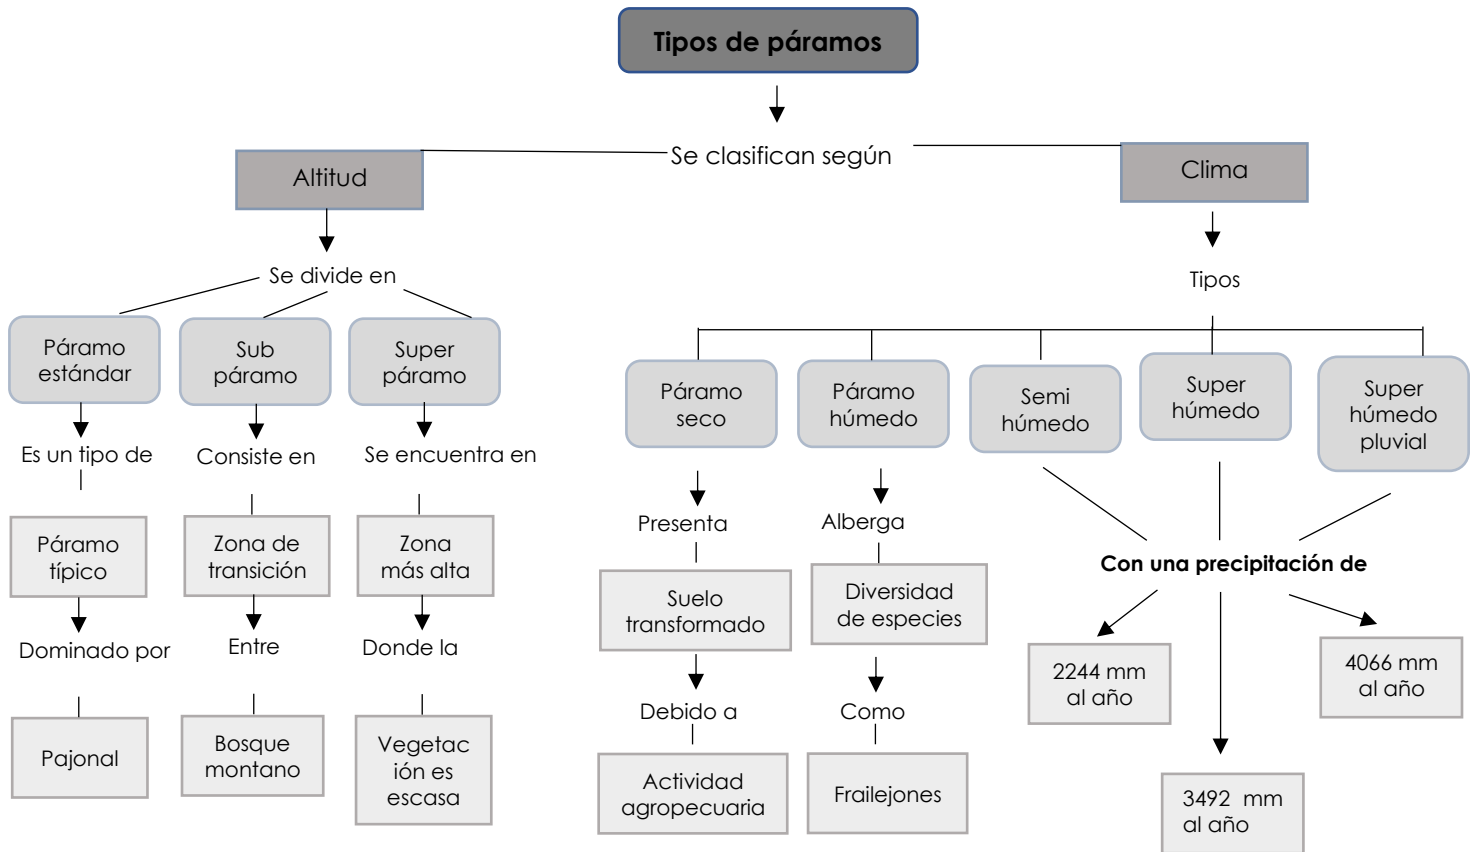 Tipos de páramos
Se clasifican según
Altitud
Clima
Se divide en
Tipos
Páramo
estándar
Sub
páramo
Super
páramo
Páramo
seco
Páramo
húmedo
Semi
húmedo
Super
húmedo
Super
húmedo
pluvial
Es un tipo de
Consiste en
Se encuentra en
Presenta
Alberga
Páramo
típico
Zona de
transición
Zona
más alta
Con una precipitación de
Suelo
transformado
Diversidad
de especies
Dominado por
Entre
Donde la
2244 mm
al año
4066 mm
al año
Debido a
Como
Pajonal
Bosque
montano
Vegetac
ión es
escasa
Actividad
agropecuaria
Frailejones
3492 mm
al año